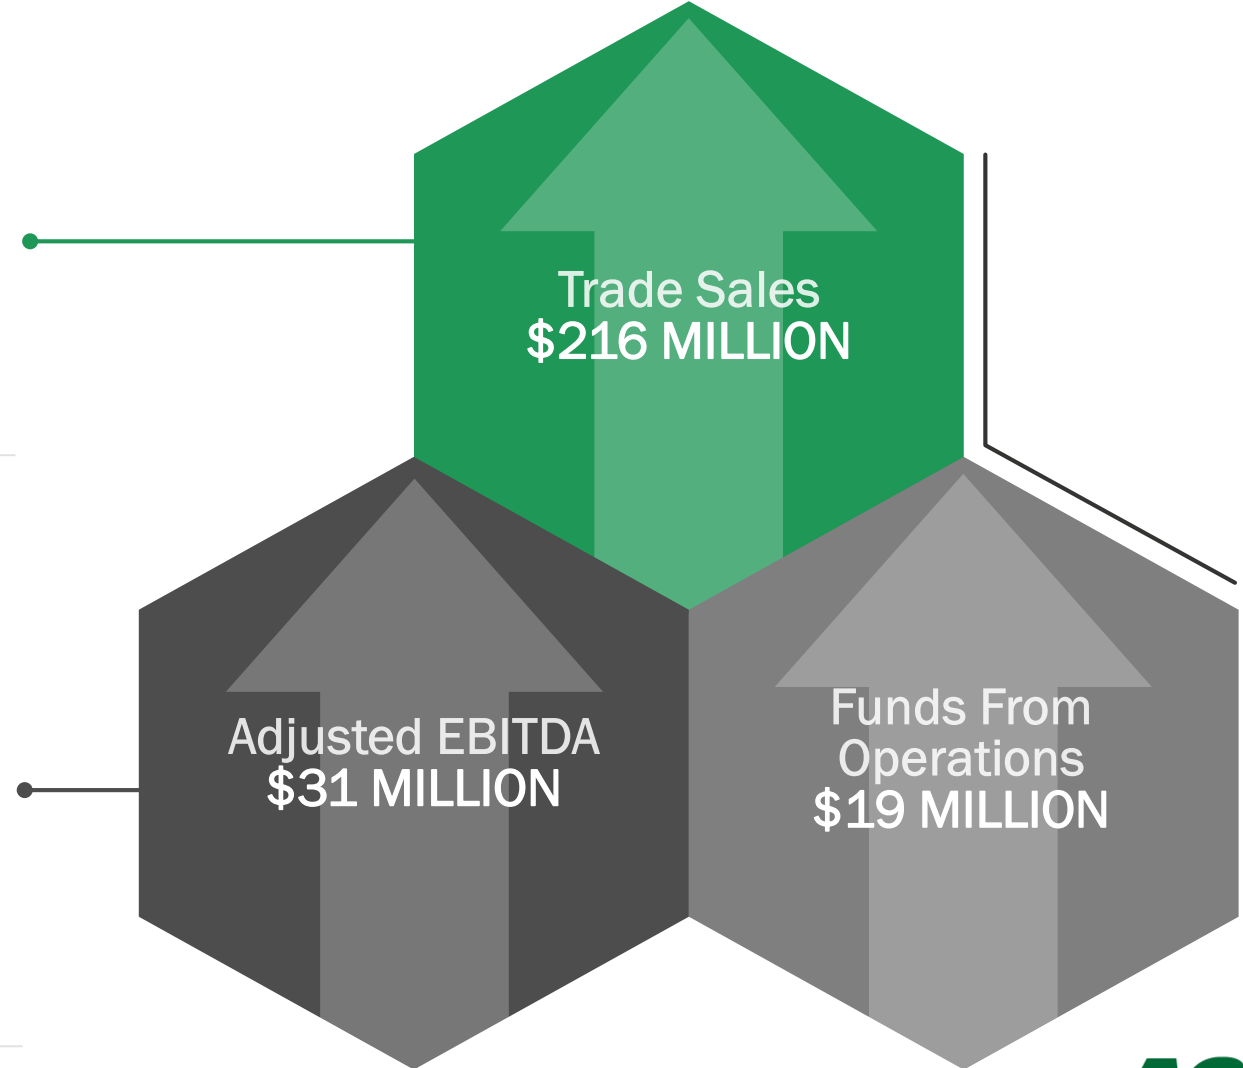 Trade Sales
$216 MILLION
Adjusted EBITDA
$31 MILLION
Funds From
Operations
$19 MILLION